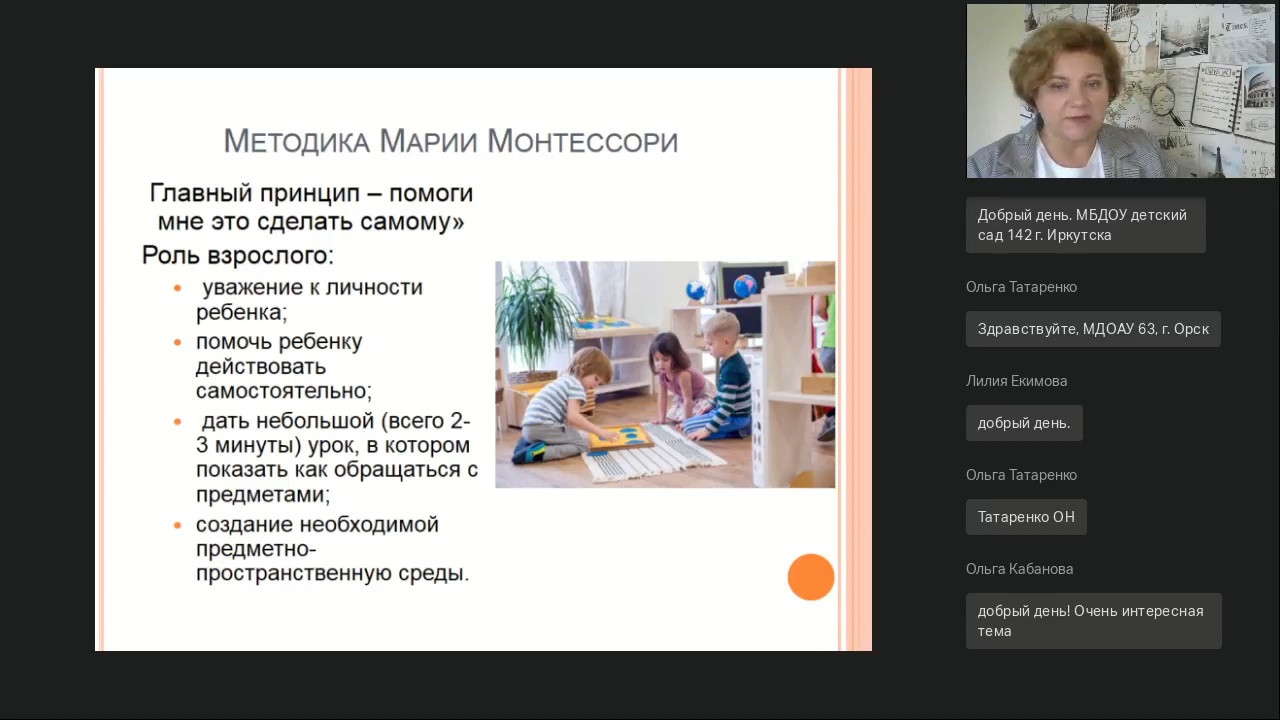 Методика Марии Монтессори
Главный принцип – помоги
мне это сделать самому»
Роль взрослого:
• уважение к личности
ребенка;
• помочь ребенку
действовать
самостоятельно;
• дать небольшой (всего 2-
3 минуты) урок, в котором
показать как обращаться с
предметами;
• создание необходимой
предметно-
пространственную среды.
Times
TRAVEL
Добрый день. МБДОУ детский
сад 142 г. Иркутска
Ольга Татаренко
Здравствуйте, МДОАУ 63, г. Орск
Лилия Екимова
добрый день.
Ольга Татаренко
Татаренко ОН
Ольга Кабанова
добрый день! Очень интересная
тема